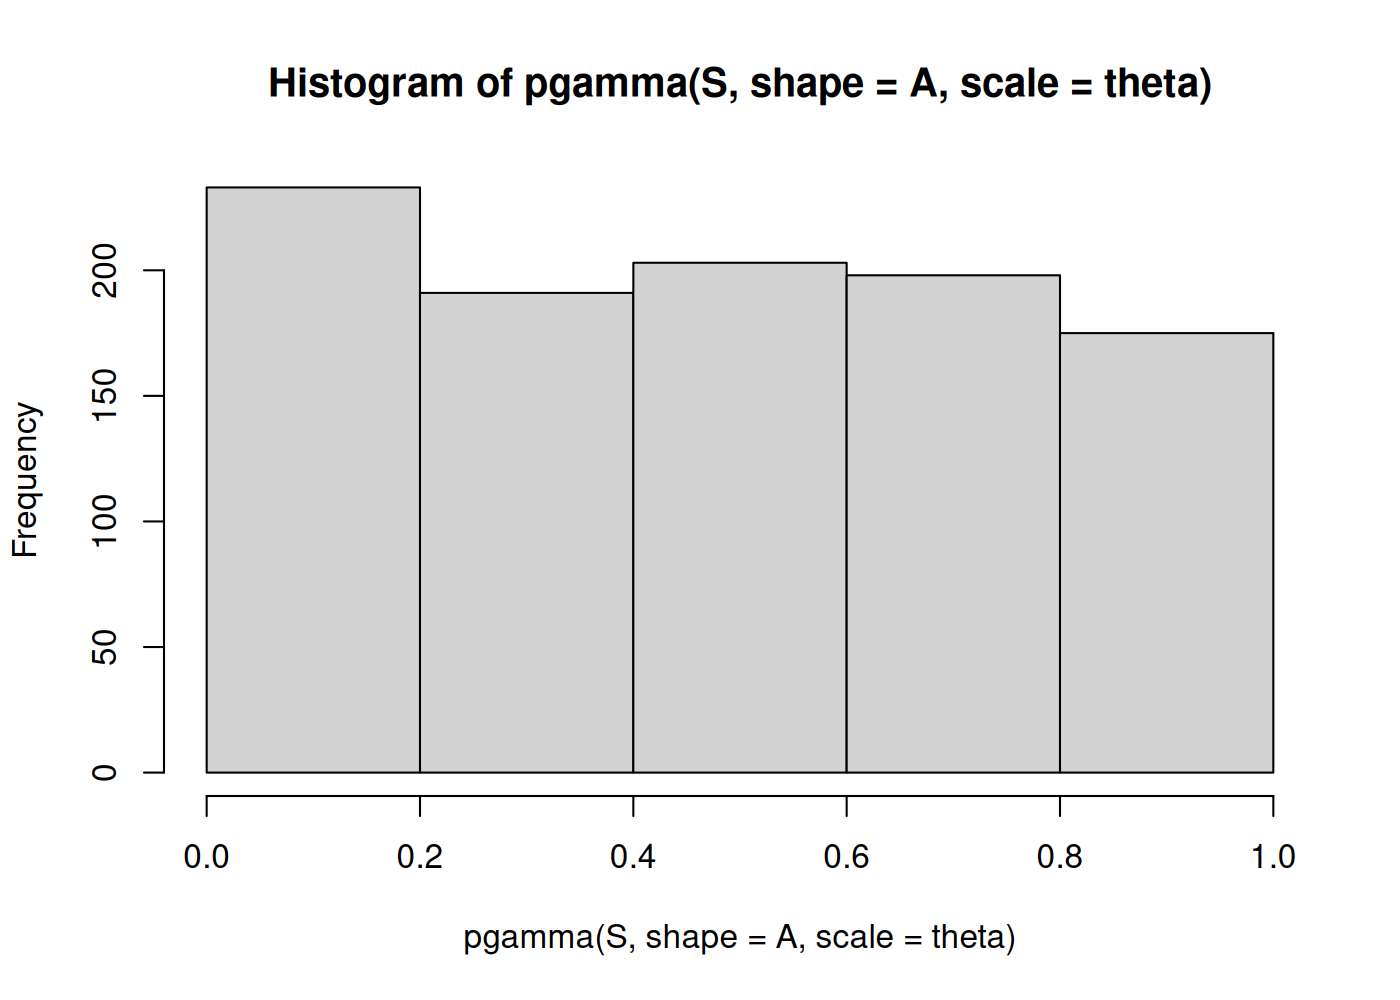 Histogram of pgamma(S, shape = A, scale = theta)
Frequency
200
150
100
50
0
0.0 0.2 0.4 0.6 0.8 1.0
pgamma(S, shape = A, scale = theta)